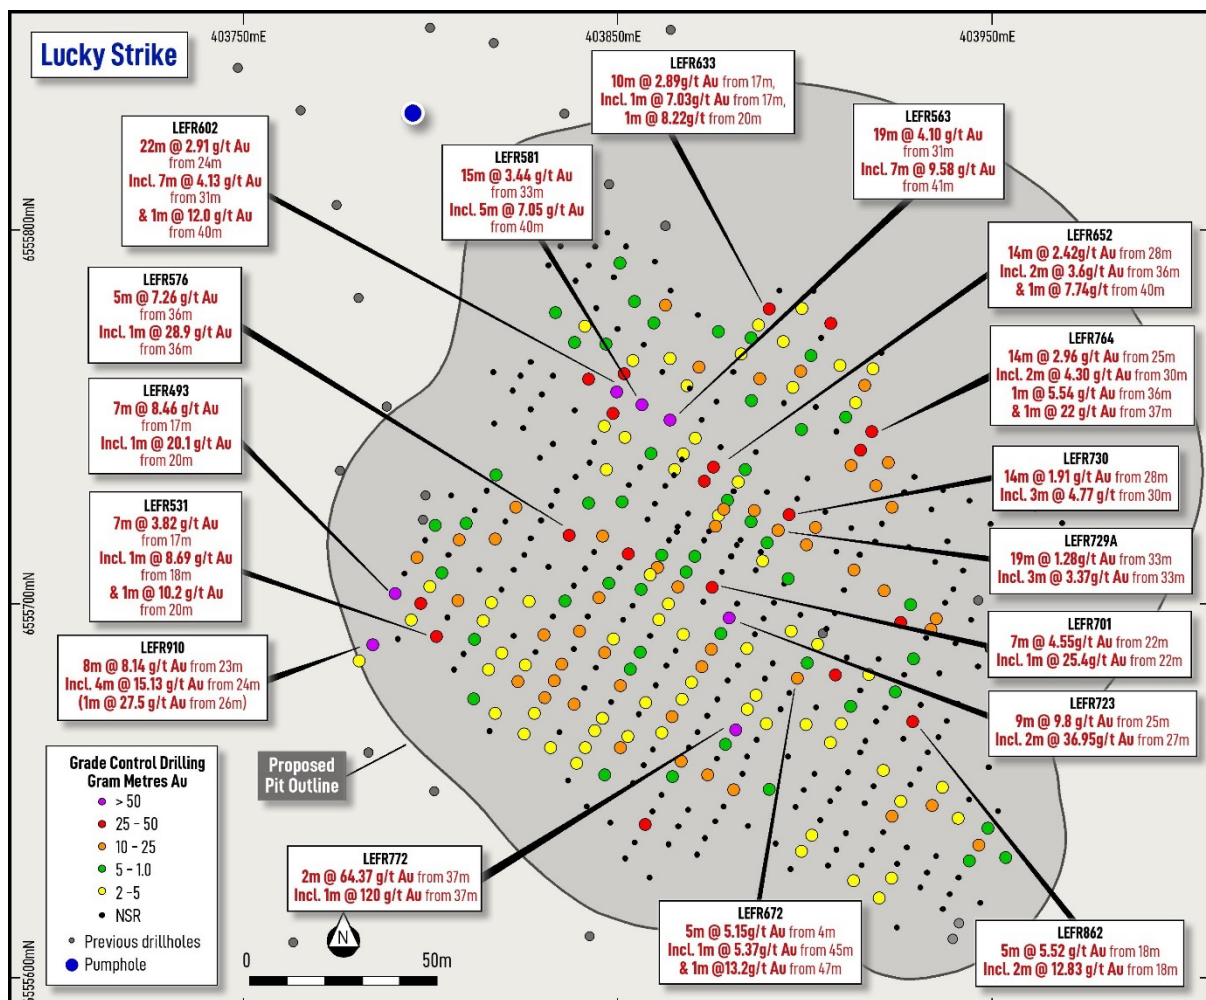 Lucky Strike
403750mE
403850mE
403950mE
6555800mN
6555700mN
6555600mN
LEFR633
10m @ 2.89g/t Au from 17m,
Incl. 1m @ 7.03g/t Au from 17m,
1m @ 8.22g/t from 20m
LEFR602
22m @ 2.91 g/t Au
from 24m
Incl. 7m @ 4.13 g/t Au
from 31m
& 1m @ 12.0 g/t Au
from 40m
LEFR581
15m @ 3.44 g/t Au
from 33m
Incl. 5m @ 7.05 g/t Au
from 40m
LEFR563
19m @ 4.10 g/t Au
from 31m
Incl. 7m @ 9.58 g/t Au
from 41m
LEFR652
14m @ 2.42g/t Au from 28m
Incl. 2m @ 3.6g/t Au from 36m
& 1m @ 7.74g/t from 40m
LEFR576
5m @ 7.26 g/t Au
from 36m
Incl. 1m @ 28.9 g/t Au
from 36m
LEFR764
14m @ 2.96 g/t Au from 25m
Incl. 2m @ 4.30 g/t Au from 30m
1m @ 5.54 g/t Au from 36m
& 1m @ 22 g/t Au from 37m
LEFR493
7m @ 8.46 g/t Au
from 17m
Incl. 1m @ 20.1 g/t Au
from 20m
LEFR730
14m @ 1.91 g/t Au from 28m
Incl. 3m @ 4.77 g/t from 30m
LEFR531
7m @ 3.82 g/t Au
from 17m
Incl. 1m @ 8.69 g/t Au
from 18m
& 1m @ 10.2 g/t Au
from 20m
LEFR729A
19m @ 1.28g/t Au from 33m
Incl. 3m @ 3.37g/t Au from 33m
LEFR701
7m @ 4.55g/t Au from 22m
Incl. 1m @ 25.4g/t Au from 22m
LEFR910
8m @ 8.14 g/t Au from 23m
Incl. 4m @ 15.13 g/t Au from 24m
(1m @ 27.5 g/t Au from 26m)
LEFR723
9m @ 9.8 g/t Au from 25m
Incl. 2m @ 36.95g/t Au from 27m
Proposed
Pit Outline
Grade Control Drilling
Gram Metres Au
> 50
25 - 50
10 - 25
5 - 1.0
2 -5
NSR
Previous drillholes
Pumphole
LEFR772
2m @ 64.37 g/t Au from 37m
Incl. 1m @ 120 g/t Au from 37m
LEFR672
5m @ 5.15g/t Au from 4m
Incl. 1m @ 5.37g/t Au from 45m
& 1m @13.2g/t Au from 47m
LEFR862
5m @ 5.52 g/t Au from 18m
Incl. 2m @ 12.83 g/t Au from 18m
N
0
50m